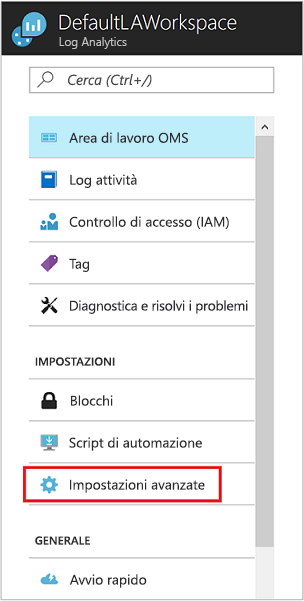 DefaultLAWorkspace
Log Analytics
Cerca (Ctrl+/)
Area di lavoro OMS
Log attività
Controllo di accesso (IAM)
Tag
Diagnostica e risolvi i problemi
IMPOSTAZIONI
Blocchi
Script di automazione
Impostazioni avanzate
GENERALE
Avvio rapido